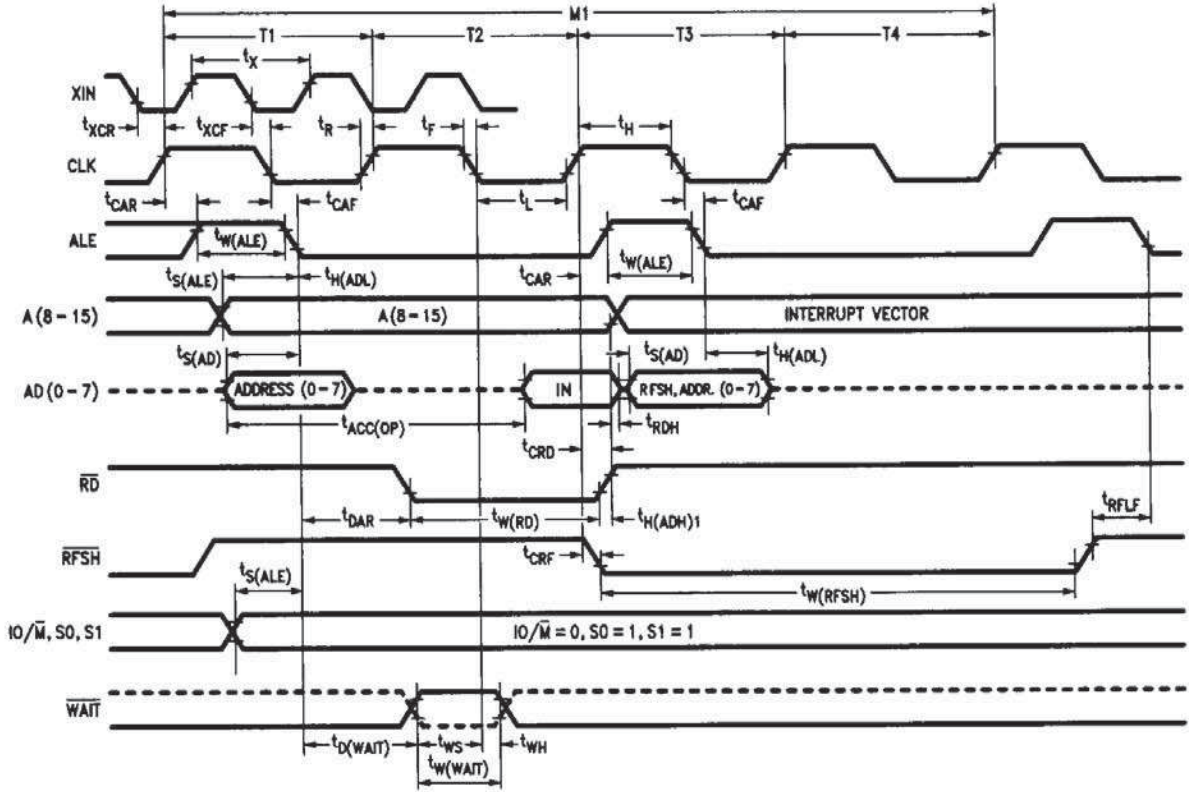 M1
T1 T2 T3 T4
tX
XIN
tXCR tXCF tR tF tH
CLK
tCAR tCAF tL tCAF
ALE
tW(ALE) tCAR tW(ALE)
tS(ALE) tH(ADL)
A(8-15) A(8-15) INTERRUPT VECTOR
tS(AD) tS(AD) tH(ADL)
AD(0-7) ADDRESS (0-7) IN RFSH, ADDR. (0-7)
tACC(OP) tRDH
tCRD
RD
tDAR tW(RD) tH(ADH)1 tRFLF
RFSH
tCRF
tS(ALE) tW(RFSH)
IO/M, S0, S1 IO/M = 0, S0 = 1, S1 = 1
WAIT
tD(WAIT) tWS tWH
tW(WAIT)